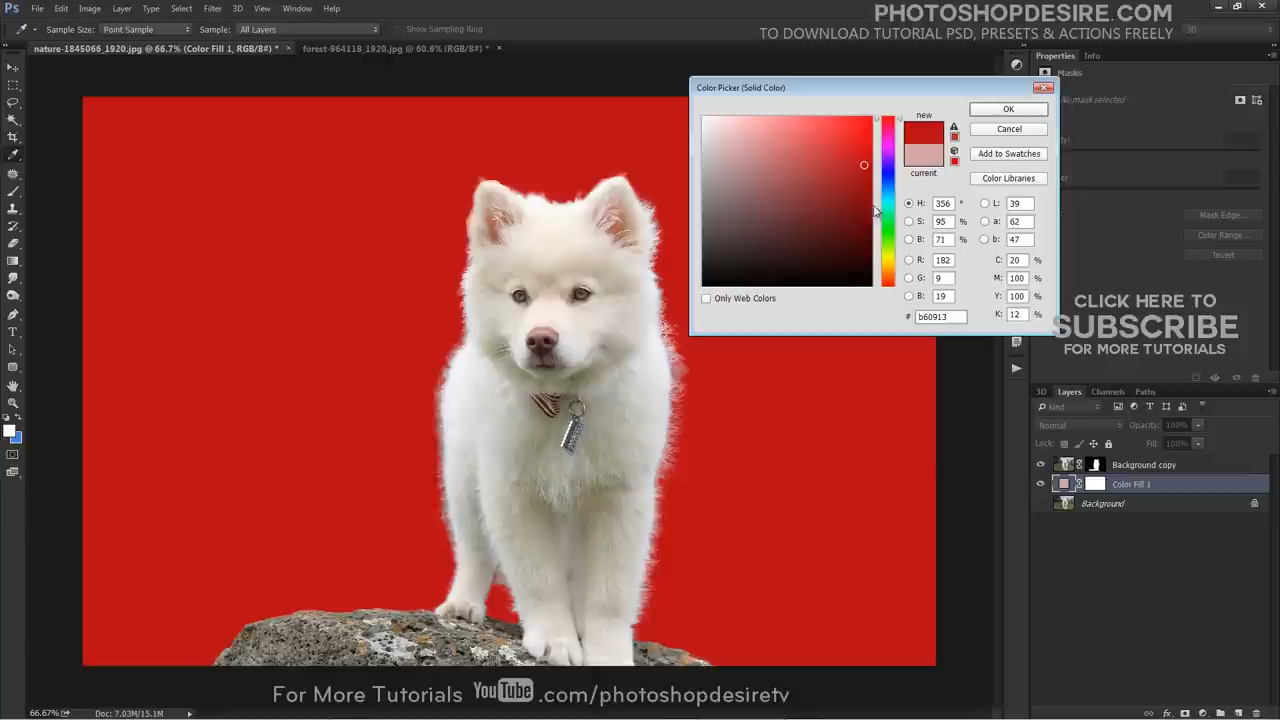 Ps File Edit Image Layer Type Select Filter 3D View Window Help
PHOTOSHOPDESIRE.COM
TO DOWNLOAD TUTORIAL PSD, PRESETS & ACTIONS FREELY
Sample Size: Point Sample Sample: All Layers Show Sampling Ring 3D
nature-1845066_1920.jpg @ 66.7% (Color Fill 1, RGB/8#) * × forest-964118_1920.jpg @ 60.6% (RGB/8#) * ×
Properties Info
Masks
Color Picker (Solid Color)
new
current
OK
Cancel
Add to Swatches
Color Libraries
H: 356 ° L: 39
S: 95 % a: 62
B: 71 % b: 47
R: 182 C: 20 %
G: 9 M: 100 %
B: 19 Y: 100 %
# b60913 K: 12 %
Only Web Colors
mask selected
Mask Edge...
Color Range...
Invert
CLICK HERE TO
SUBSCRIBE
FOR MORE TUTORIALS
3D Layers Channels Paths
Kind
Normal Opacity: 100%
Lock: Fill: 100%
Background copy
Color Fill 1
Background
For More Tutorials YouTube .com/photoshopdesiretv
66.67% Doc: 7.03M/15.1M